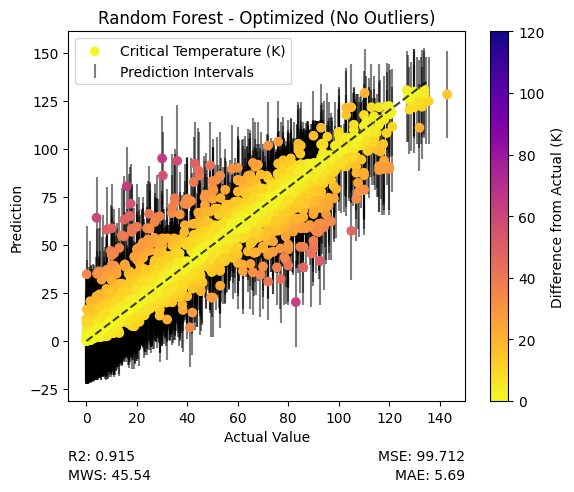 Random Forest - Optimized (No Outliers)
Critical Temperature (K)
Prediction Intervals
150
125
100
75
50
25
0
−25
Prediction
0 20 40 60 80 100 120 140
Actual Value
120
100
80
60
40
20
0
Difference from Actual (K)
R2: 0.915 MSE: 99.712
MWS: 45.54 MAE: 5.69